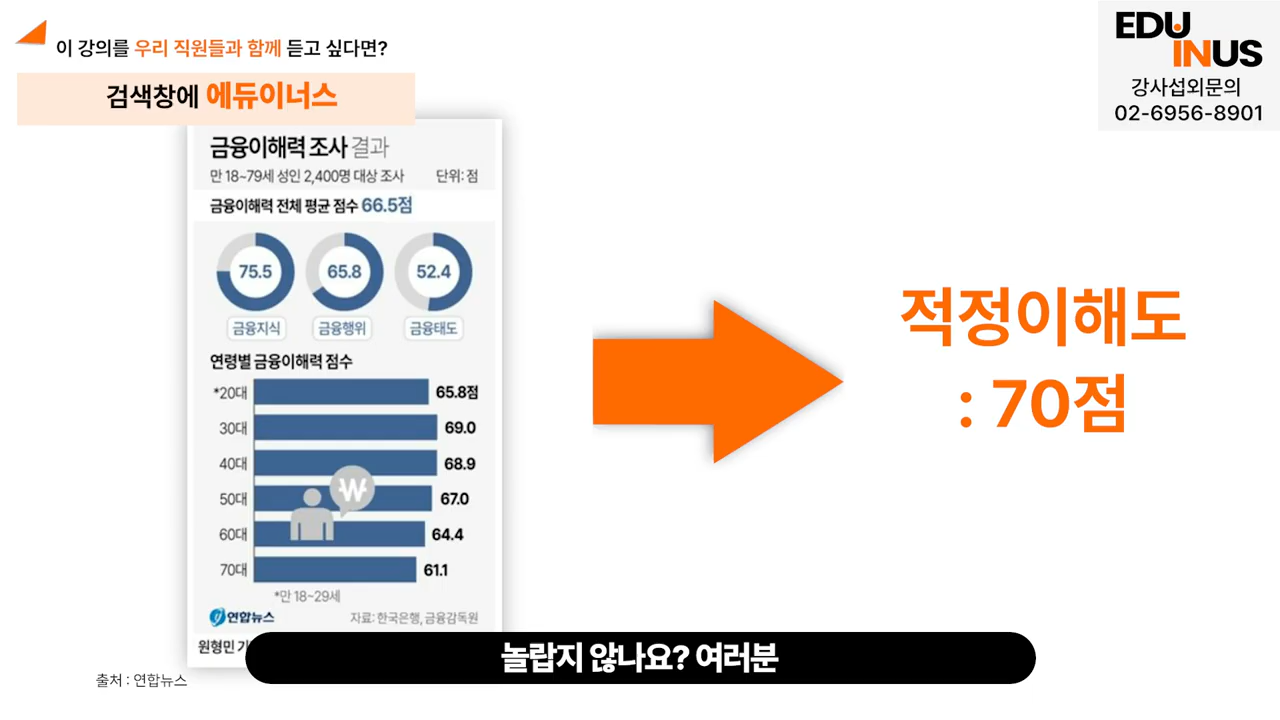 이 강의를 우리 직원들과 함께 듣고 싶다면?
검색창에 에듀이너스
EDU
INUS
강사섭외문의
02-6956-8901
금융이해력 조사 결과
만 18~79세 성인 2,400명 대상 조사 단위: 점
금융이해력 전체 평균 점수 66.5점
75.5 65.8 52.4
금융지식 금융행위 금융태도
연령별 금융이해력 점수
*20대 65.8점
30대 69.0
40대 68.9
50대 67.0
60대 64.4
70대 61.1
*만 18~29세
연합뉴스 자료: 한국은행, 금융감독원
원형민
출처 : 연합뉴스
적정이해도
: 70점
놀랍지 않나요? 여러분